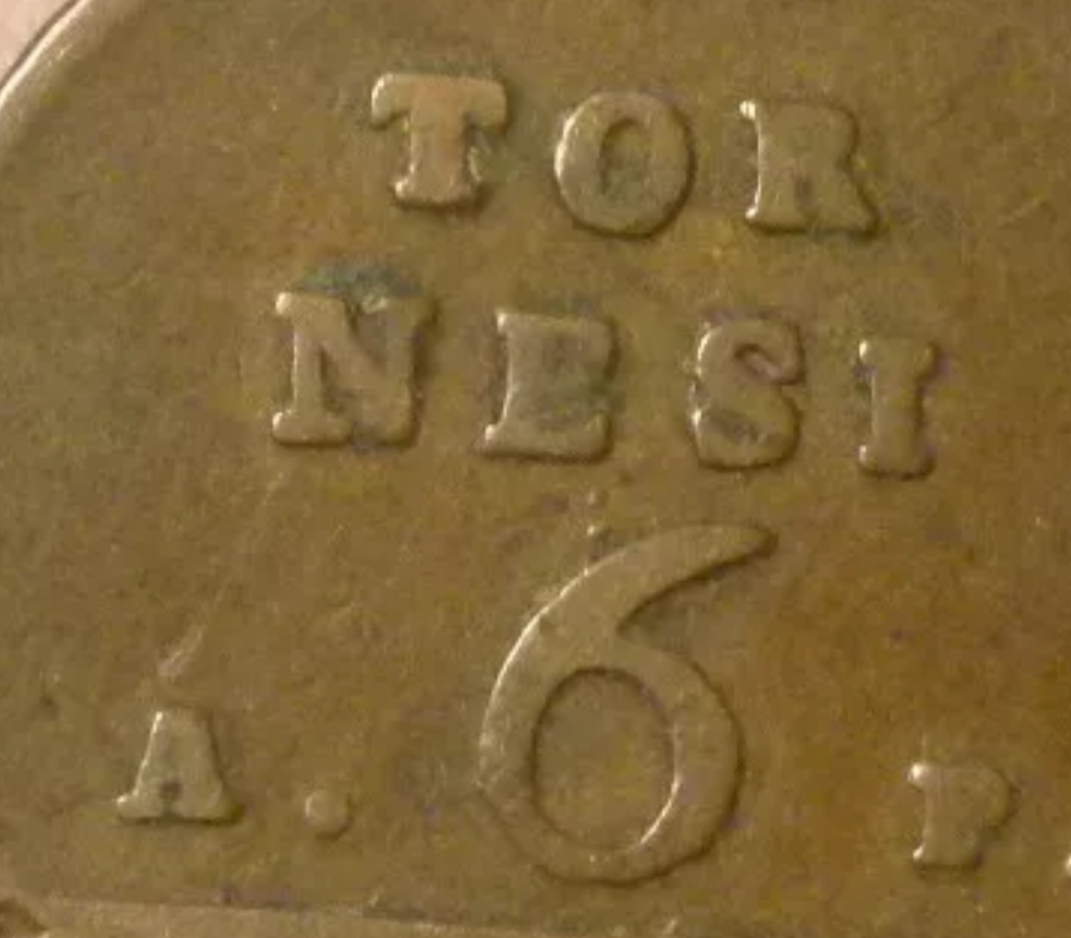 TOR
NESI
A. 6 P.